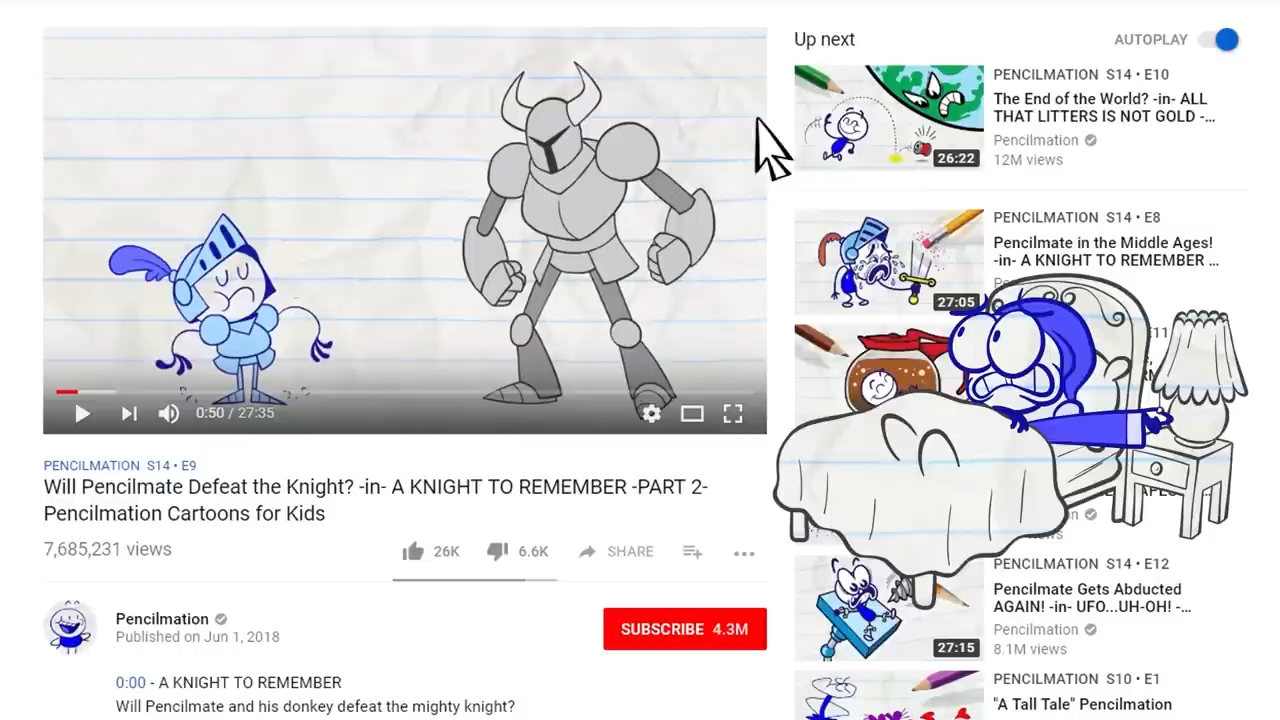 Up next
AUTOPLAY
PENCILMATION S14 • E10
The End of the World? -in- ALL
THAT LITTERS IS NOT GOLD -...
Pencilmation
12M views
26:22
PENCILMATION S14 • E8
Pencilmate in the Middle Ages!
-in- A KNIGHT TO REMEMBER ...
27:05
0:50 / 27:35
PENCILMATION S14 • E9
Will Pencilmate Defeat the Knight? -in- A KNIGHT TO REMEMBER -PART 2-
Pencilmation Cartoons for Kids
7,685,231 views
26K
6.6K
SHARE
Pencilmation
Published on Jun 1, 2018
SUBSCRIBE 4.3M
0:00 - A KNIGHT TO REMEMBER
Will Pencilmate and his donkey defeat the mighty knight?
PENCILMATION S14 • E12
Pencilmate Gets Abducted
AGAIN! -in- UFO...UH-OH! -...
Pencilmation
8.1M views
27:15
PENCILMATION S10 • E1
"A Tall Tale" Pencilmation